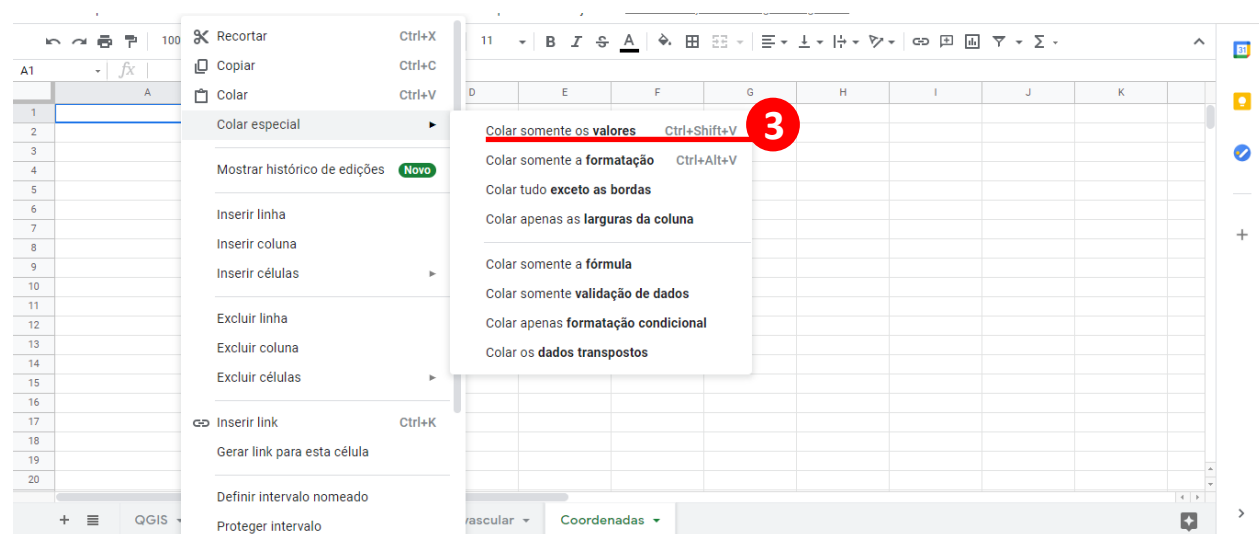 100
11
B I S A
Σ
31
A1
fx
A D E F G H I J K
1
2
3
4
5
6
7
8
9
10
11
12
13
14
15
16
17
18
19
20
Recortar Ctrl+X
Copiar Ctrl+C
Colar Ctrl+V
Colar especial
Mostrar histórico de edições Novo
Inserir linha
Inserir coluna
Inserir células
Excluir linha
Excluir coluna
Excluir células
Inserir link Ctrl+K
Gerar link para esta célula
Definir intervalo nomeado
Proteger intervalo
Colar somente os valores Ctrl+Shift+V
3
Colar somente a formatação Ctrl+Alt+V
Colar tudo exceto as bordas
Colar apenas as larguras da coluna
Colar somente a fórmula
Colar somente validação de dados
Colar apenas formatação condicional
Colar os dados transpostos
QGIS vascular Coordenadas